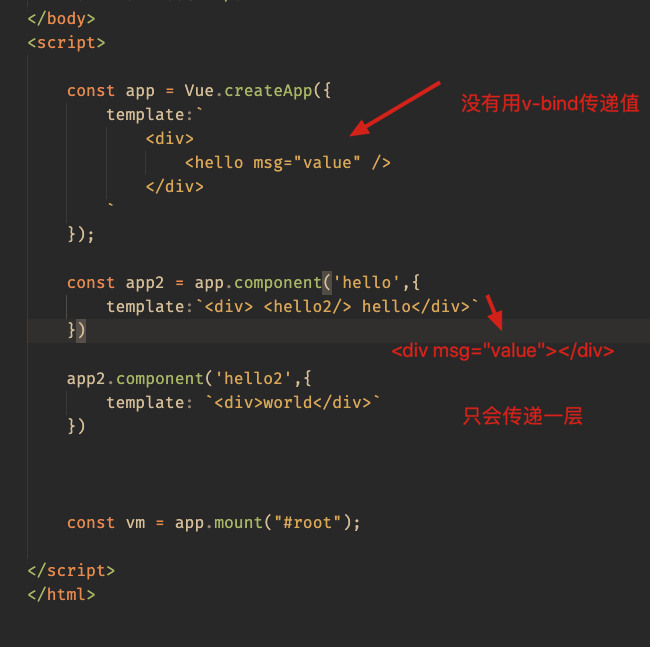 </body>
<script>
const app = Vue.createApp({
template:`
没有用v-bind传递值
<div>
<hello msg="value" />
</div>
`
});
const app2 = app.component('hello',{
template:`<div> <hello2/> hello</div>`
})
<div msg="value"></div>
app2.component('hello2',{
template: `<div>world</div>`
只会传递一层
})
const vm = app.mount("#root");
</script>
</html>